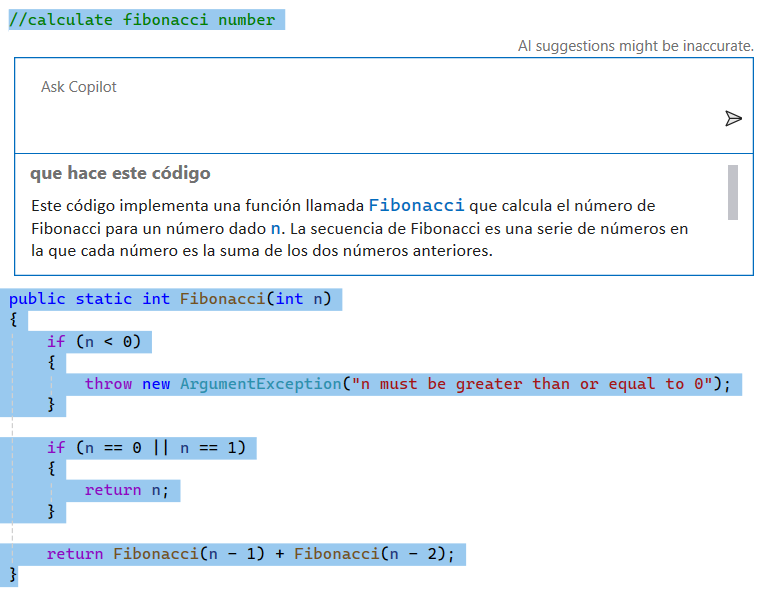 //calculate fibonacci number
AI suggestions might be inaccurate.
Ask Copilot
que hace este código
Este código implementa una función llamada Fibonacci que calcula el número de
Fibonacci para un número dado n. La secuencia de Fibonacci es una serie de números en
la que cada número es la suma de los dos números anteriores.
public static int Fibonacci(int n)
{
    if (n < 0)
    {
        throw new ArgumentException("n must be greater than or equal to 0");
    }
    if (n == 0 || n == 1)
    {
        return n;
    }
    return Fibonacci(n - 1) + Fibonacci(n - 2);
}